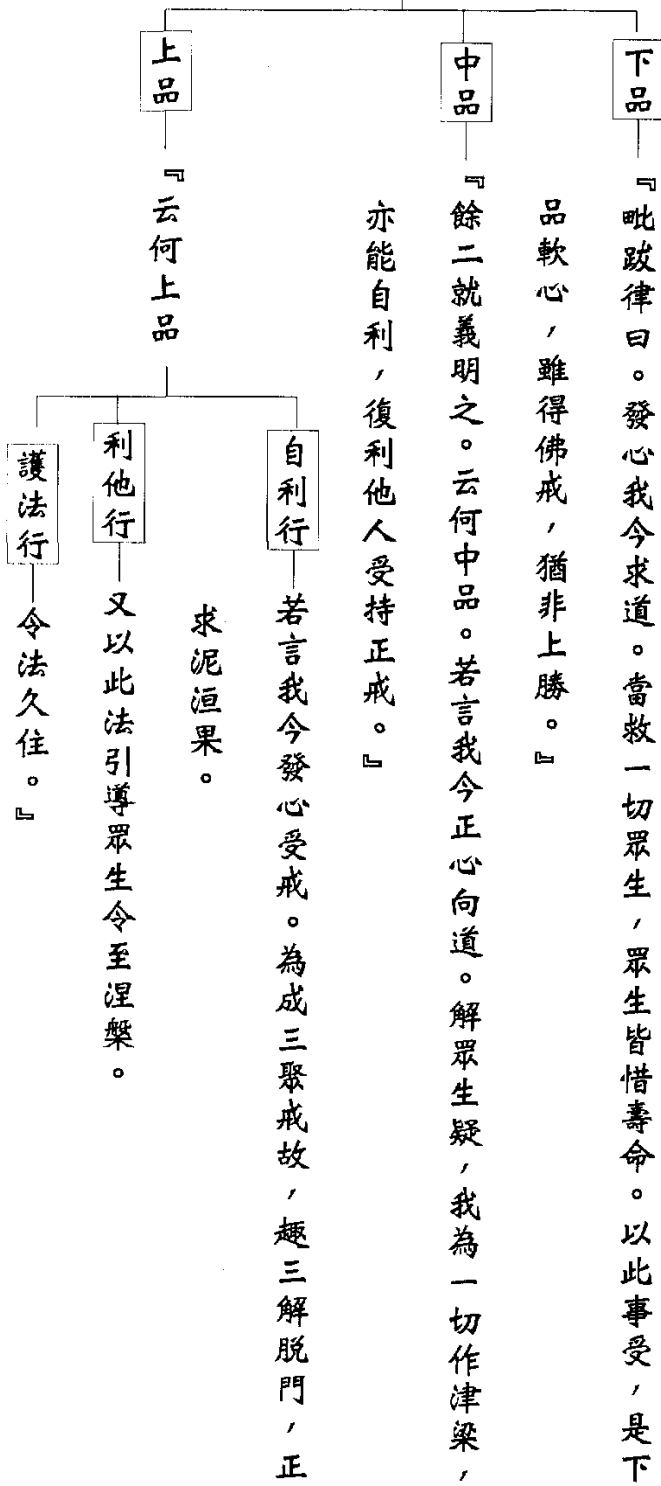 下品
『毗跋律曰。發心我今求道。當救一切眾生，眾生皆惜壽命。以此事受，是下
品軟心，雖得佛戒，猶非上勝。』
中品
『餘二就義明之。云何中品。若言我今正心向道。解眾生疑，我為一切作津梁，
亦能自利，復利他人受持正戒。』
上品
『云何上品
自利行
若言我今發心受戒。為成三聚戒故，趣三解脫門，正
求泥洹果。
利他行
又以此法引導眾生令至涅槃。
護法行
令法久住。』